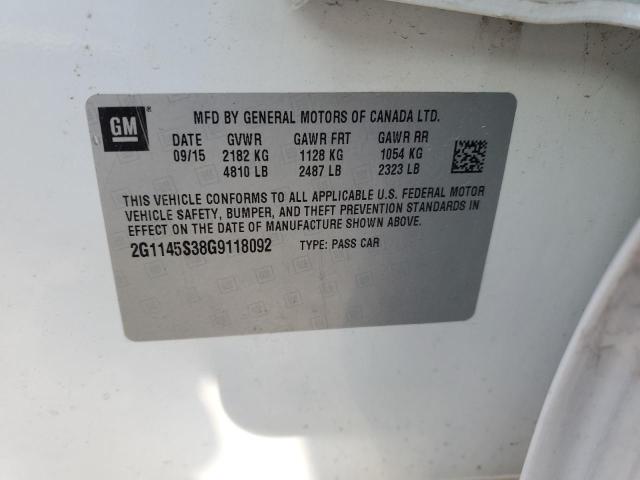 GM
MFD BY GENERAL MOTORS OF CANADA LTD.
DATE GVWR GAWR FRT GAWR RR
09/15 2182 KG 1128 KG 1054 KG
4810 LB 2487 LB 2323 LB
THIS VEHICLE CONFORMS TO ALL APPLICABLE U.S. FEDERAL MOTOR
VEHICLE SAFETY, BUMPER, AND THEFT PREVENTION STANDARDS IN
EFFECT ON THE DATE OF MANUFACTURE SHOWN ABOVE.
2G1145S38G9118092 TYPE: PASS CAR